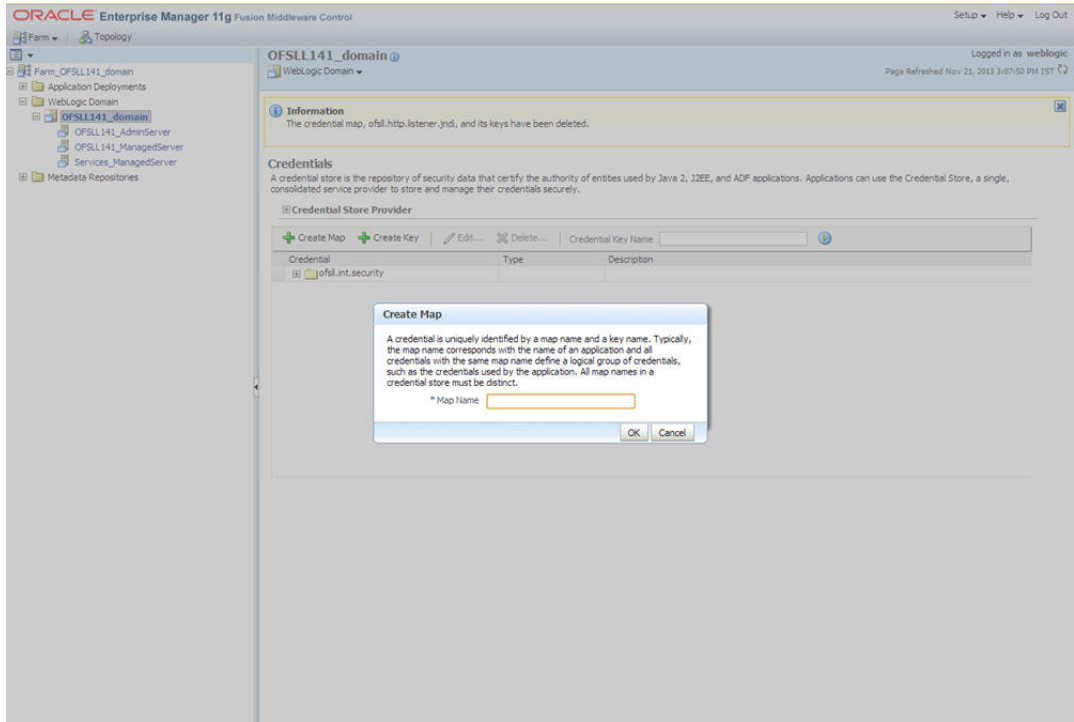 ORACLE Enterprise Manager 11g Fusion Middleware Control
Setup Help Log Out
Farm Topology
OFSLL141_domain
Logged in as weblogic
WebLogic Domain
Page Refreshed Nov 21, 2013 3:07:50 PM IST
Farm_OFSLL141_domain
Application Deployments
WebLogic Domain
OFSLL141_domain
OFSLL141_AdminServer
OFSLL141_ManagedServer
Services_ManagedServer
Metadata Repositories
Information
The credential map, ofsll.http.listener.jndi, and its keys have been deleted.
Credentials
A credential store is the repository of security data that certify the authority of entities used by Java 2, J2EE, and ADF applications. Applications can use the Credential Store, a single,
consolidated service provider to store and manage their credentials securely.
Credential Store Provider
Create Map Create Key Edit... Delete... Credential Key Name
Credential Type Description
ofsll.int.security
Create Map
A credential is uniquely identified by a map name and a key name. Typically,
the map name corresponds with the name of an application and all
credentials with the same map name define a logical group of credentials,
such as the credentials used by the application. All map names in a
credential store must be distinct.
* Map Name
OK Cancel